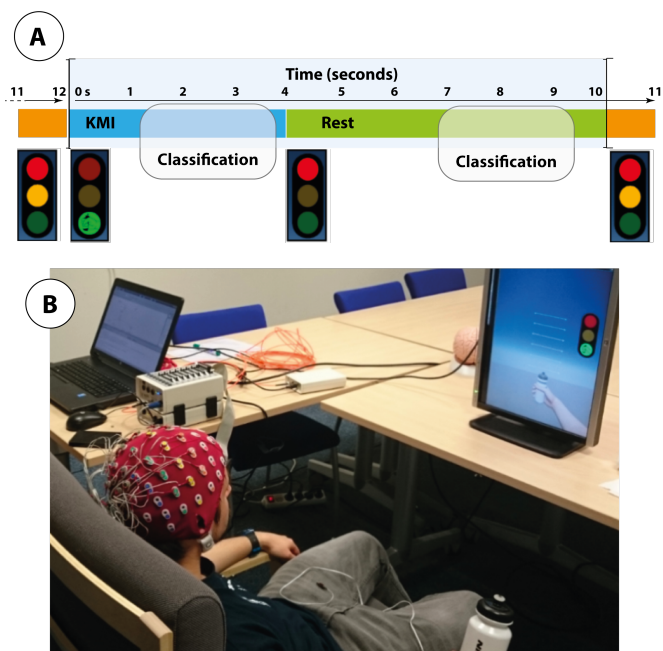 A
Time (seconds)
11 12 0 s 1 2 3 4 5 6 7 8 9 10 11
KMI Rest
Classification Classification
B